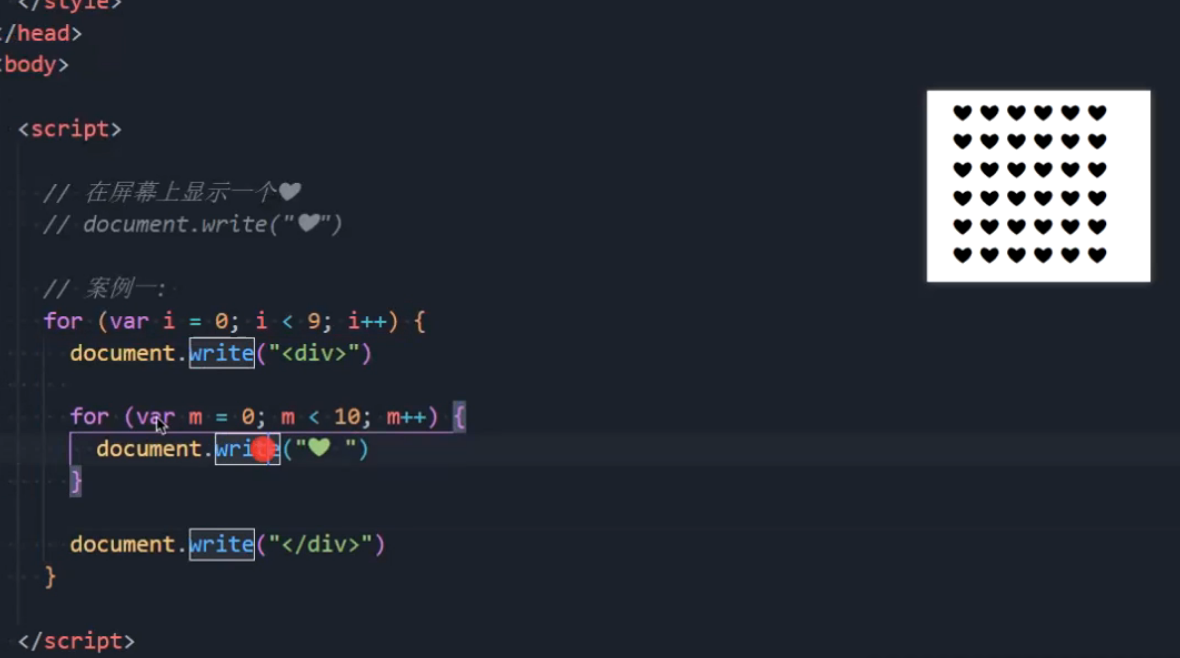 </style>
</head>
<body>
<script>
// 在屏幕上显示一个♥
// document.write("♥")
// 案例一:
for (var i = 0; i < 9; i++) {
document.write("<div>")
for (var m = 0; m < 10; m++) {
document.write("♥ ")
}
document.write("</div>")
}
</script>